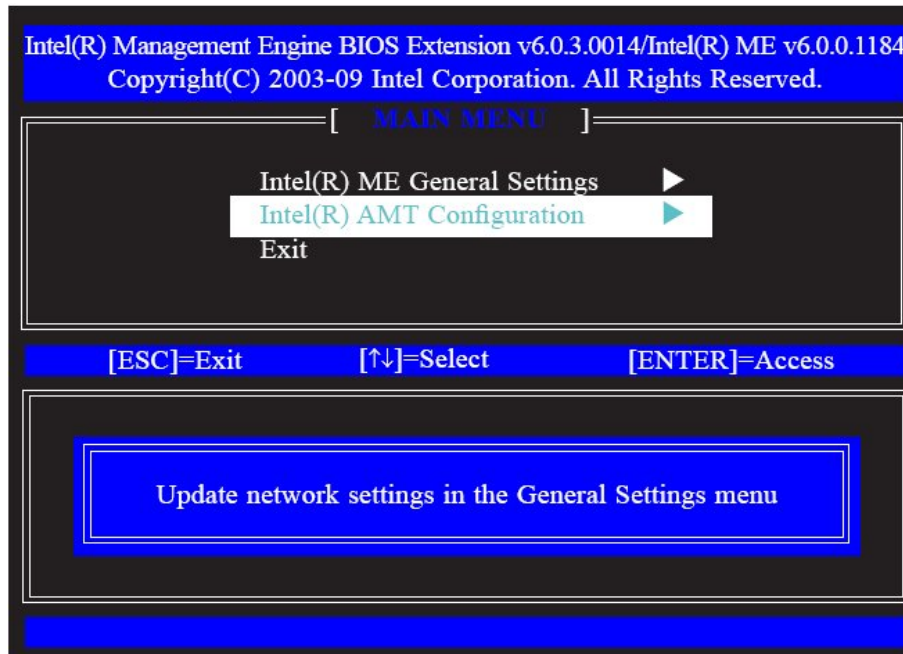 Intel(R) Management Engine BIOS Extension v6.0.3.0014/Intel(R) ME v6.0.0.1184
Copyright(C) 2003-09 Intel Corporation. All Rights Reserved.
[ MAIN MENU ]
Intel(R) ME General Settings ▶
Intel(R) AMT Configuration ▶
Exit
[ESC]=Exit [↑↓]=Select [ENTER]=Access
Update network settings in the General Settings menu